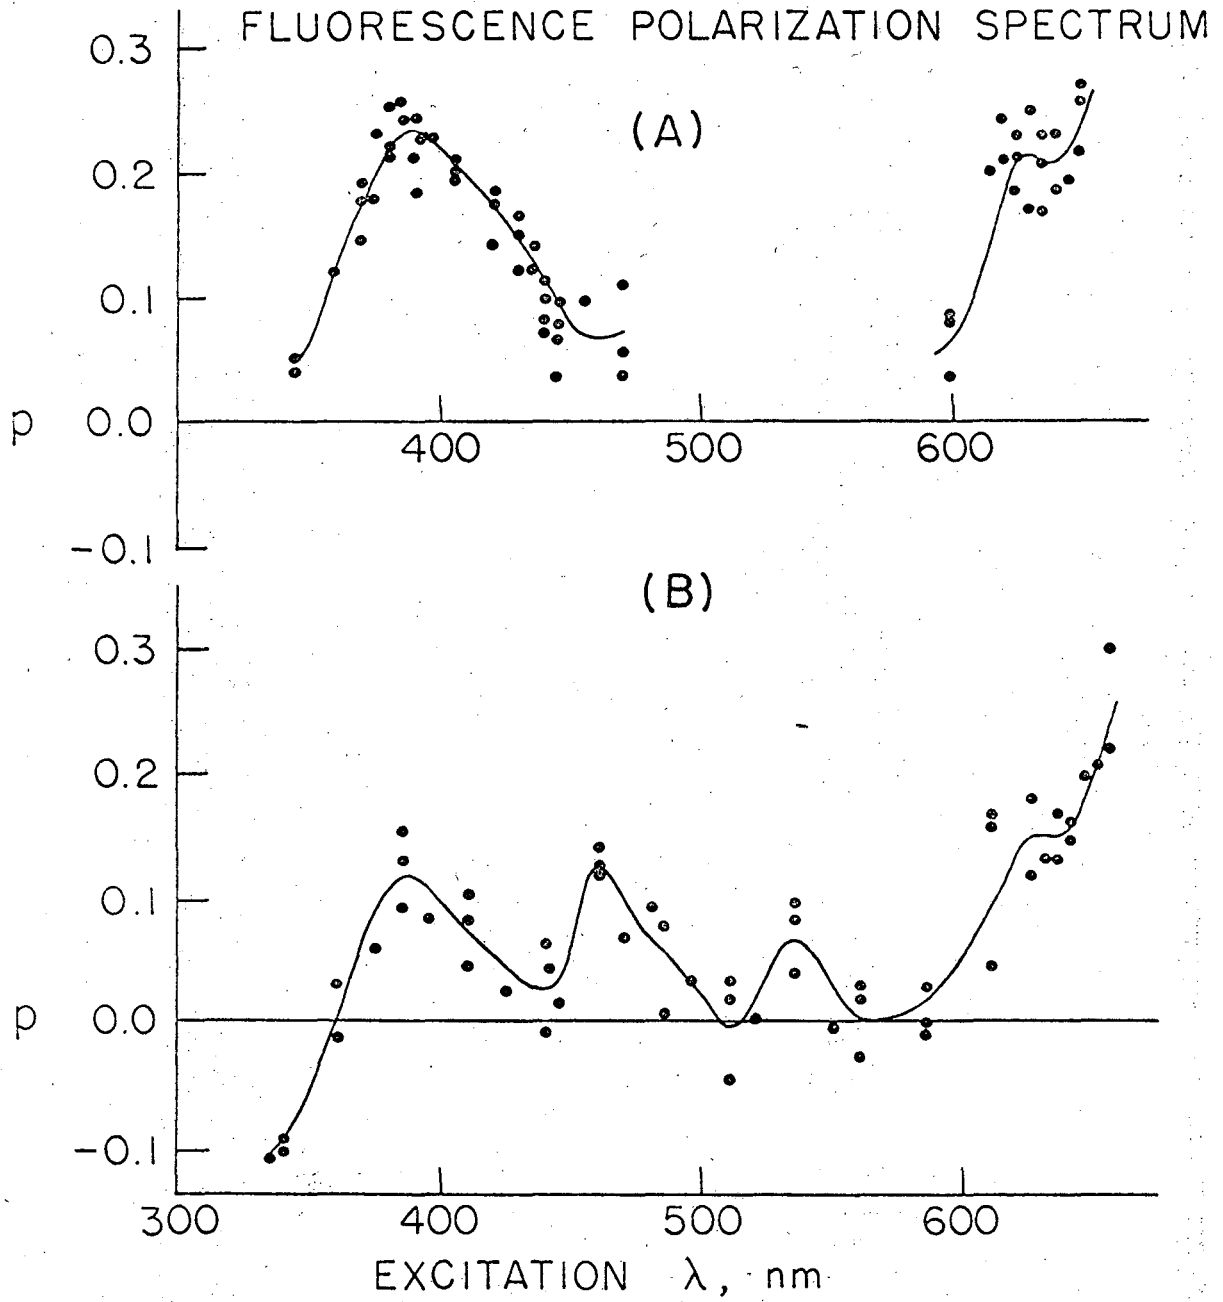 FLUORESCENCE POLARIZATION SPECTRUM
0.3
(A)
0.2
0.1
p 0.0
400 500 600
-0.1
(B)
0.3
0.2
0.1
p 0.0
-0.1
300 400 500 600
EXCITATION λ, nm